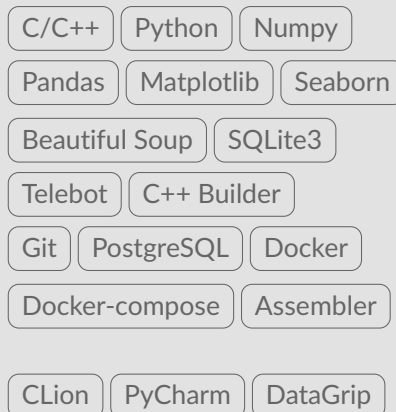 C/C++ Python Numpy
Pandas Matplotlib Seaborn
Beautiful Soup SQLite3
Telebot C++ Builder
Git PostgreSQL Docker
Docker-compose Assembler
CLion PyCharm DataGrip